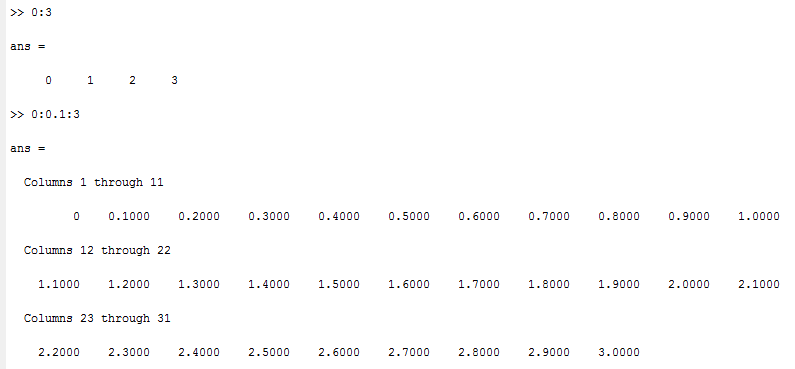 >> 0:3
ans =
0 1 2 3
>> 0:0.1:3
ans =
Columns 1 through 11
0 0.1000 0.2000 0.3000 0.4000 0.5000 0.6000 0.7000 0.8000 0.9000 1.0000
Columns 12 through 22
1.1000 1.2000 1.3000 1.4000 1.5000 1.6000 1.7000 1.8000 1.9000 2.0000 2.1000
Columns 23 through 31
2.2000 2.3000 2.4000 2.5000 2.6000 2.7000 2.8000 2.9000 3.0000